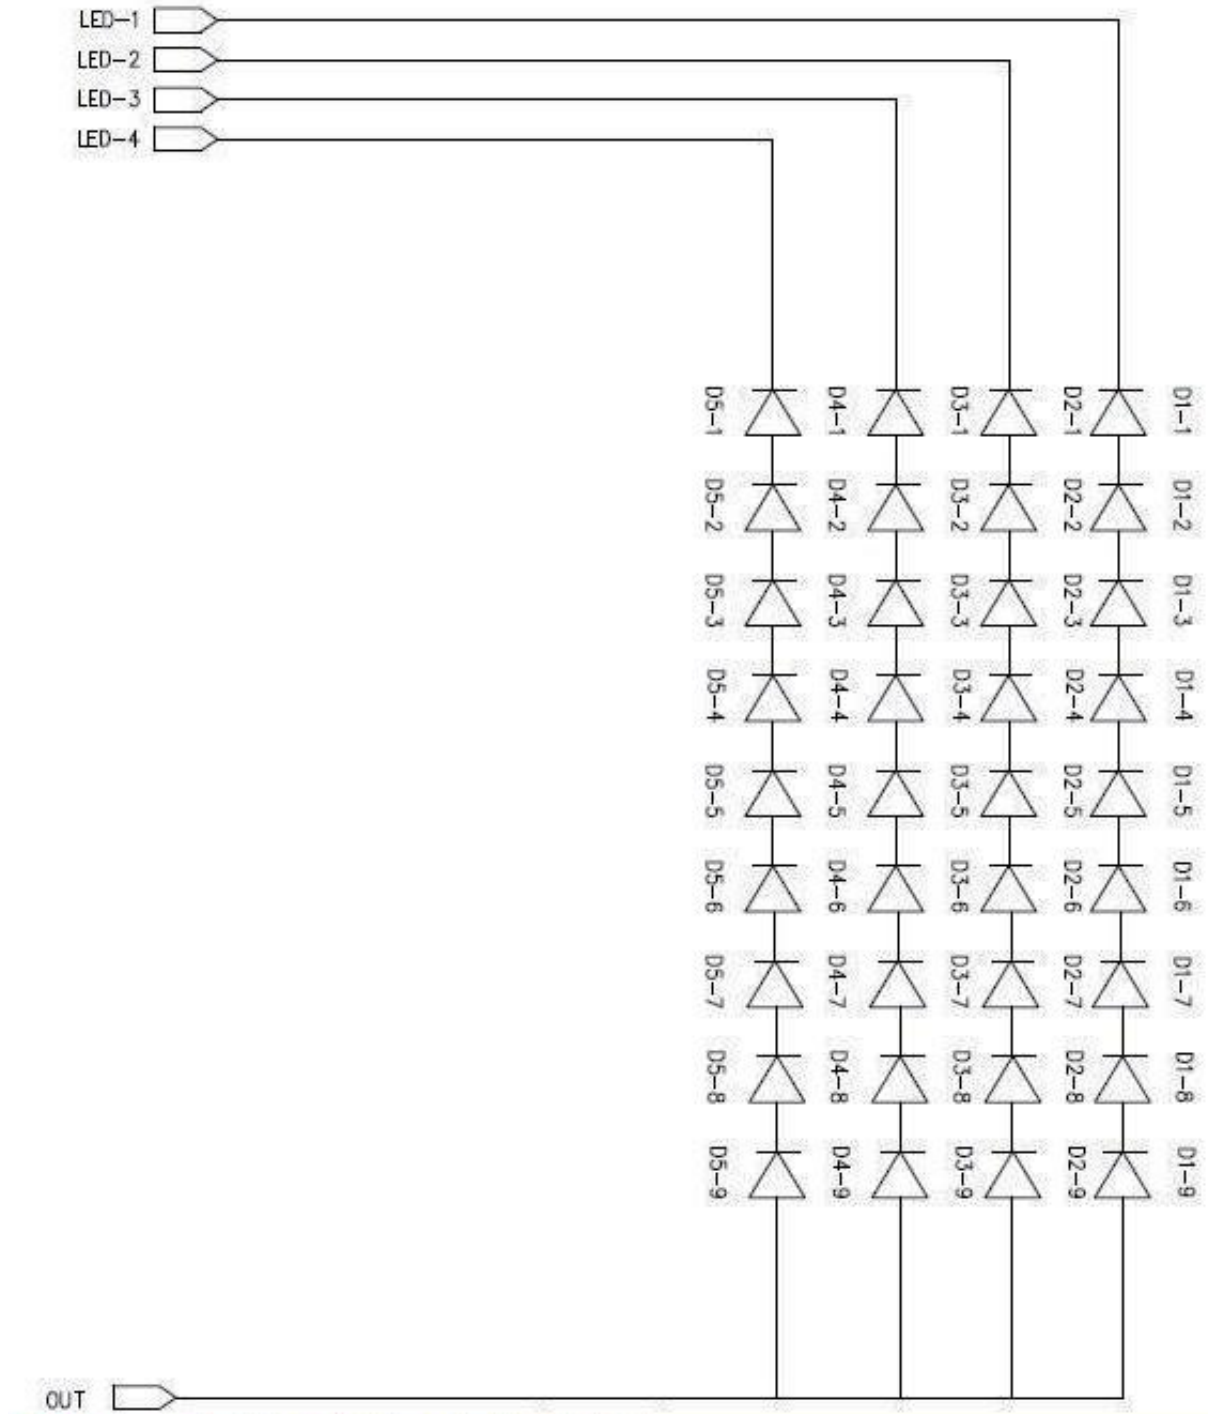 LED-1
LED-2
LED-3
LED-4
D5-1 D4-1 D3-1 D2-1 D1-1
D5-2 D4-2 D3-2 D2-2 D1-2
D5-3 D4-3 D3-3 D2-3 D1-3
D5-4 D4-4 D3-4 D2-4 D1-4
D5-5 D4-5 D3-5 D2-5 D1-5
D5-6 D4-6 D3-6 D2-6 D1-6
D5-7 D4-7 D3-7 D2-7 D1-7
D5-8 D4-8 D3-8 D2-8 D1-8
D5-9 D4-9 D3-9 D2-9 D1-9
OUT